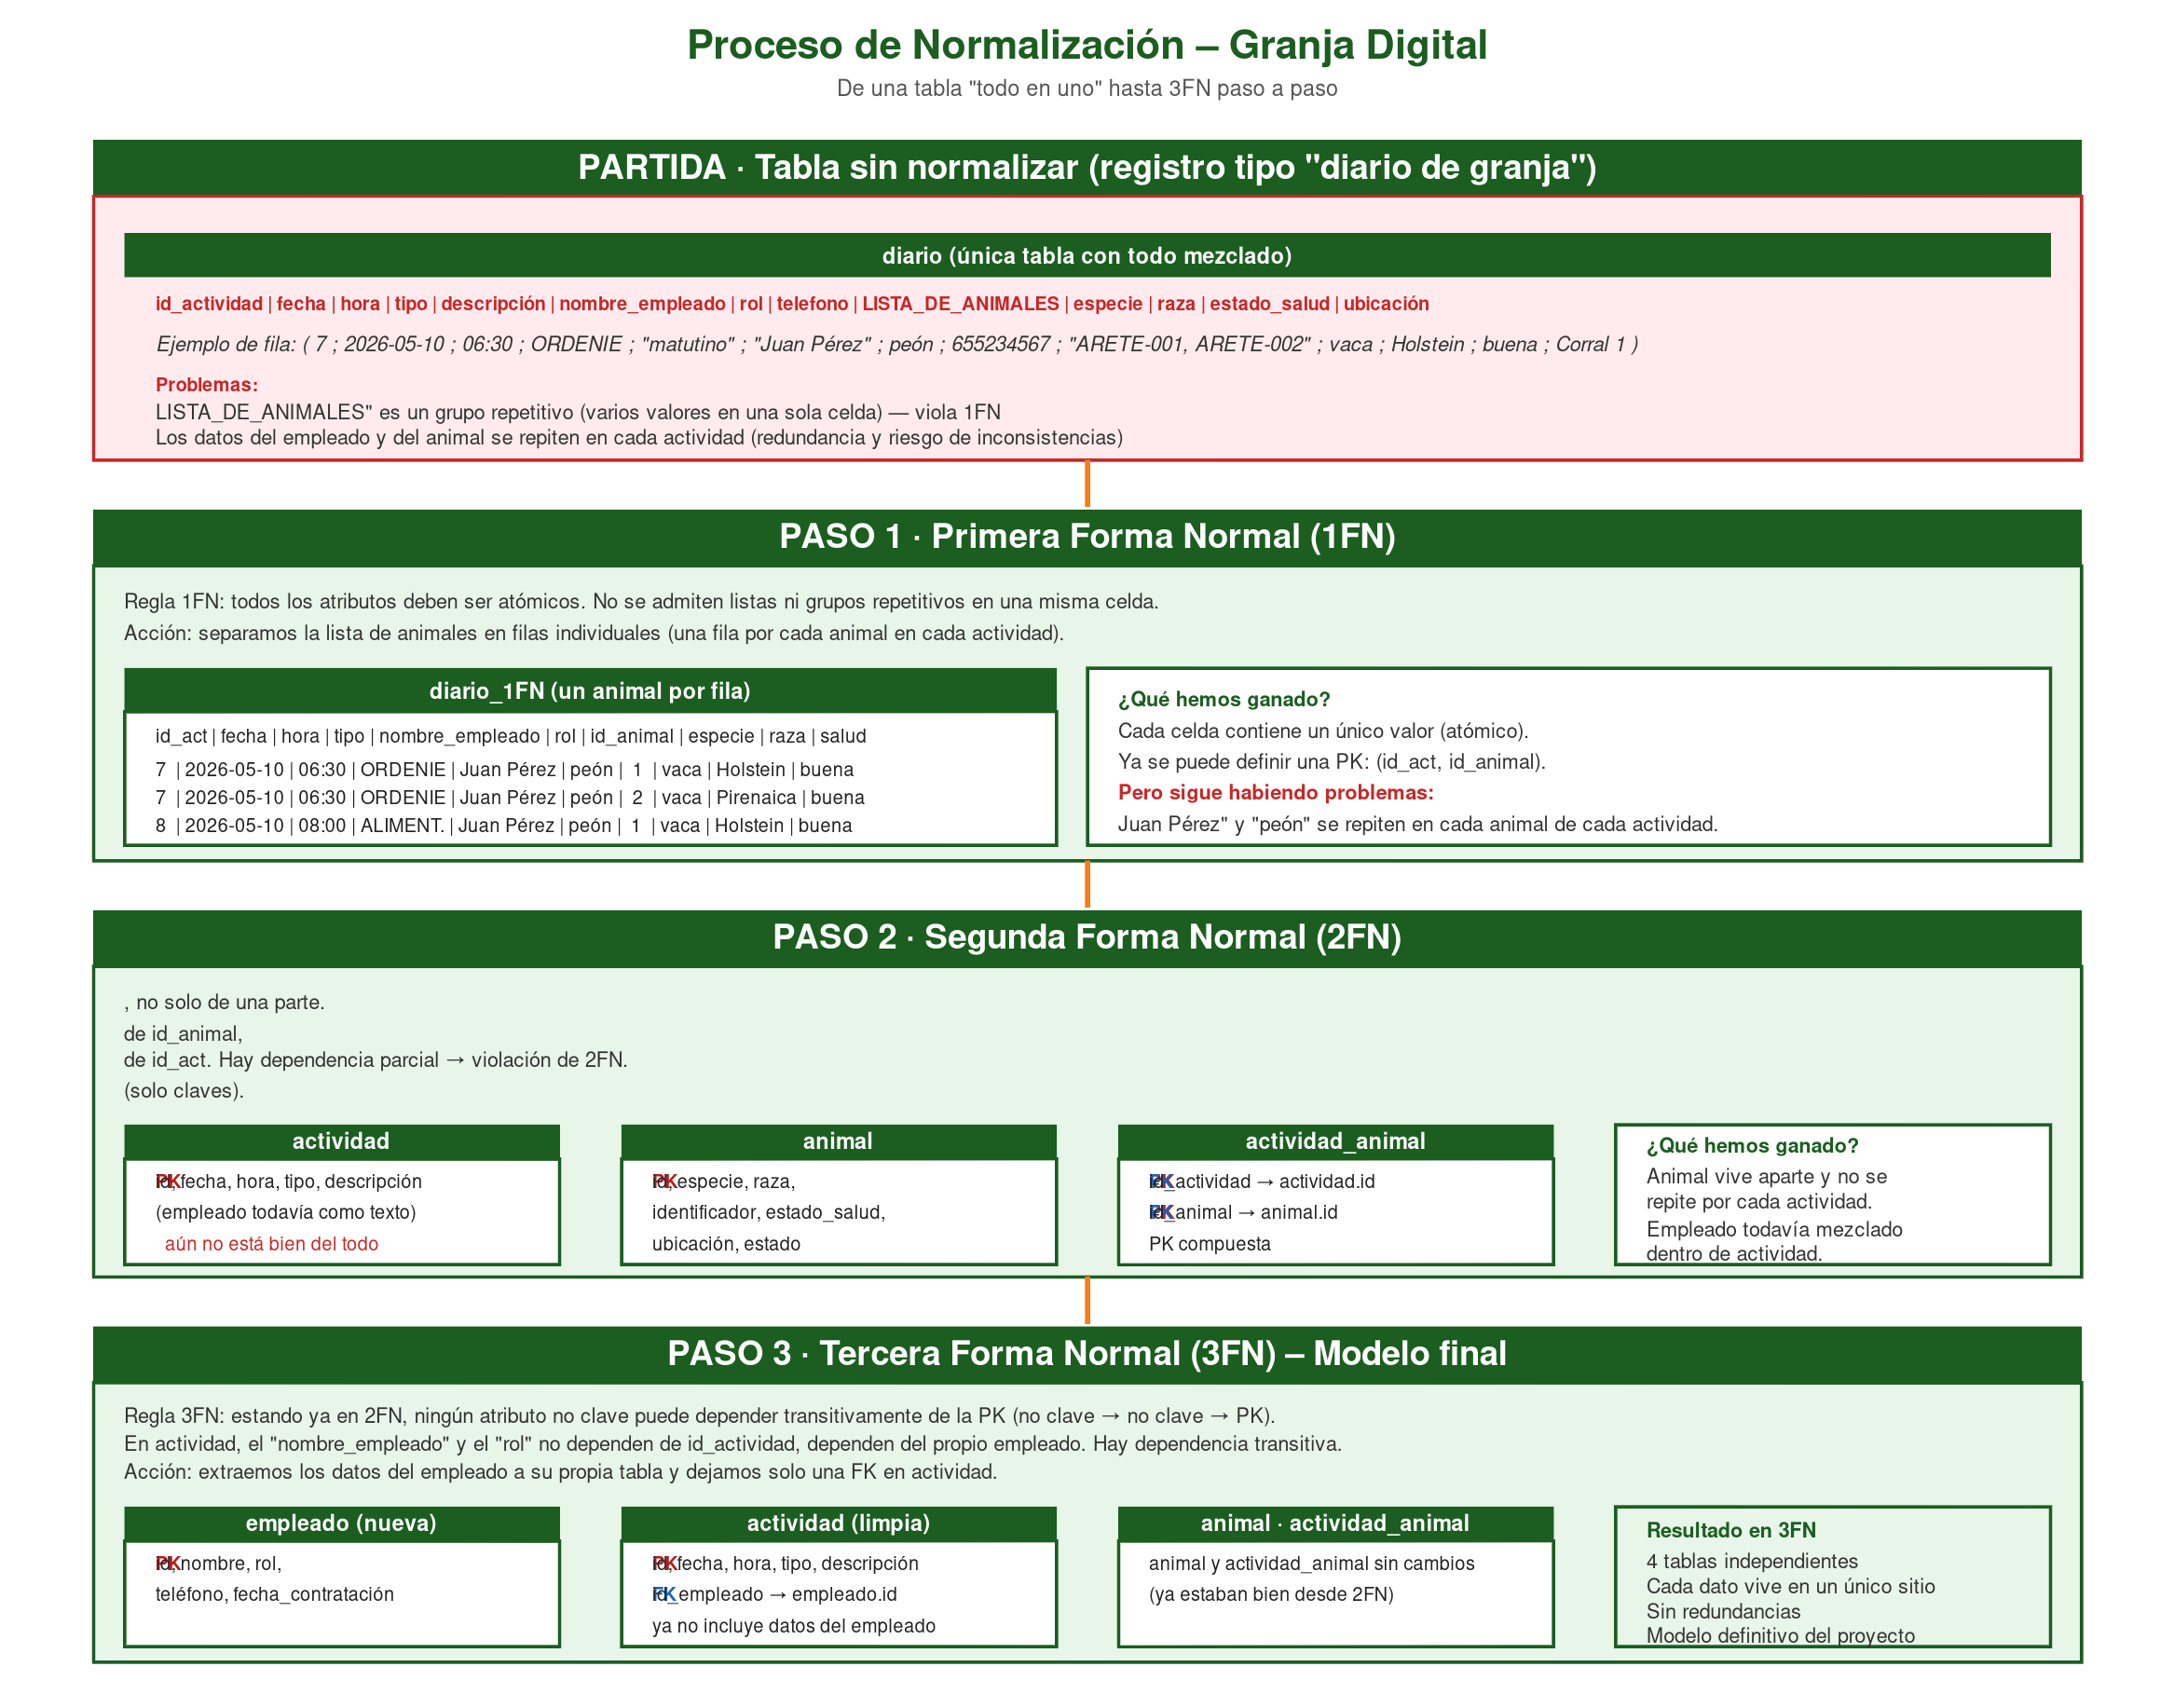 Proceso de Normalización – Granja Digital
De una tabla "todo en uno" hasta 3FN paso a paso
PARTIDA · Tabla sin normalizar (registro tipo "diario de granja")
diario (única tabla con todo mezclado)
id_actividad | fecha | hora | tipo | descripción | nombre_empleado | rol | telefono | LISTA_DE_ANIMALES | especie | raza | estado_salud | ubicación
Ejemplo de fila: ( 7 ; 2026-05-10 ; 06:30 ; ORDENIE ; "matutino" ; "Juan Pérez" ; peón ; 655234567 ; "ARETE-001, ARETE-002" ; vaca ; Holstein ; buena ; Corral 1 )
Problemas:
LISTA_DE_ANIMALES" es un grupo repetitivo (varios valores en una sola celda) — viola 1FN
Los datos del empleado y del animal se repiten en cada actividad (redundancia y riesgo de inconsistencias)
PASO 1 · Primera Forma Normal (1FN)
Regla 1FN: todos los atributos deben ser atómicos. No se admiten listas ni grupos repetitivos en una misma celda.
Acción: separamos la lista de animales en filas individuales (una fila por cada animal en cada actividad).
diario_1FN (un animal por fila)
id_act | fecha | hora | tipo | nombre_empleado | rol | id_animal | especie | raza | salud
7 | 2026-05-10 | 06:30 | ORDENIE | Juan Pérez | peón | 1 | vaca | Holstein | buena
7 | 2026-05-10 | 06:30 | ORDENIE | Juan Pérez | peón | 2 | vaca | Pirenaica | buena
8 | 2026-05-10 | 08:00 | ALIMENT. | Juan Pérez | peón | 1 | vaca | Holstein | buena
¿Qué hemos ganado?
Cada celda contiene un único valor (atómico).
Ya se puede definir una PK: (id_act, id_animal).
Pero sigue habiendo problemas:
Juan Pérez" y "peón" se repiten en cada animal de cada actividad.
PASO 2 · Segunda Forma Normal (2FN)
, no solo de una parte.
de id_animal,
de id_act. Hay dependencia parcial → violación de 2FN.
(solo claves).
actividad
PK id, fecha, hora, tipo, descripción
(empleado todavía como texto)
aún no está bien del todo
animal
PK id, especie, raza,
identificador, estado_salud,
ubicación, estado
actividad_animal
PK FK id_actividad → actividad.id
PK FK id_animal → animal.id
PK compuesta
¿Qué hemos ganado?
Animal vive aparte y no se
repite por cada actividad.
Empleado todavía mezclado
dentro de actividad.
PASO 3 · Tercera Forma Normal (3FN) – Modelo final
Regla 3FN: estando ya en 2FN, ningún atributo no clave puede depender transitivamente de la PK (no clave → no clave → PK).
En actividad, el "nombre_empleado" y el "rol" no dependen de id_actividad, dependen del propio empleado. Hay dependencia transitiva.
Acción: extraemos los datos del empleado a su propia tabla y dejamos solo una FK en actividad.
empleado (nueva)
PK id, nombre, rol,
teléfono, fecha_contratación
actividad (limpia)
PK id, fecha, hora, tipo, descripción
FK id_empleado → empleado.id
ya no incluye datos del empleado
animal · actividad_animal
animal y actividad_animal sin cambios
(ya estaban bien desde 2FN)
Resultado en 3FN
4 tablas independientes
Cada dato vive en un único sitio
Sin redundancias
Modelo definitivo del proyecto